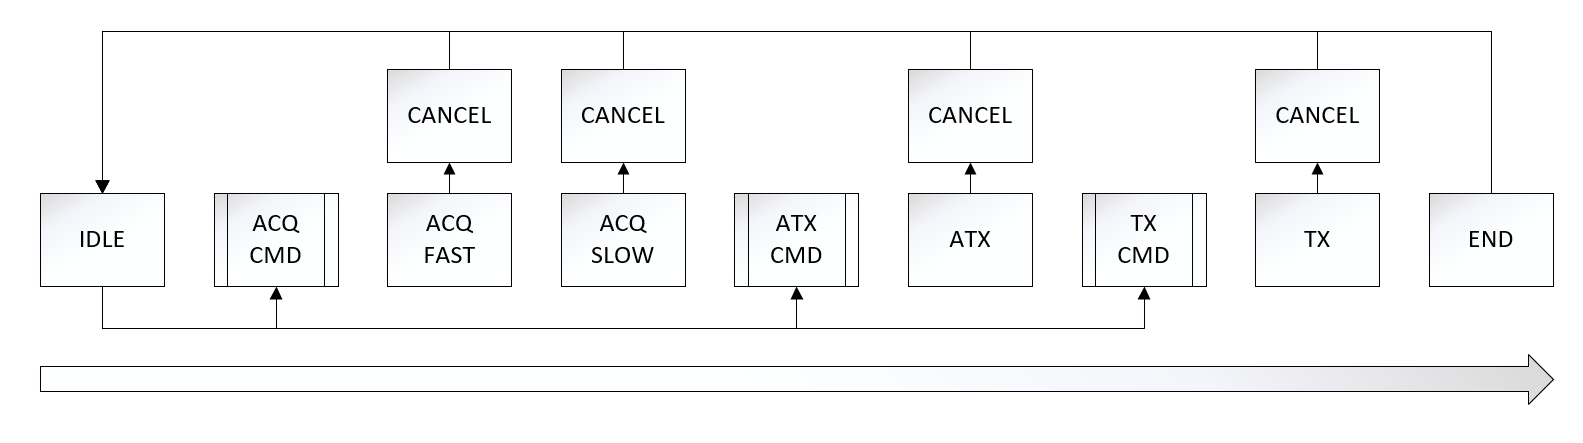 CANCEL
CANCEL
CANCEL
CANCEL
IDLE
ACQ
CMD
ACQ
FAST
ACQ
SLOW
ATX
CMD
ATX
TX
CMD
TX
END